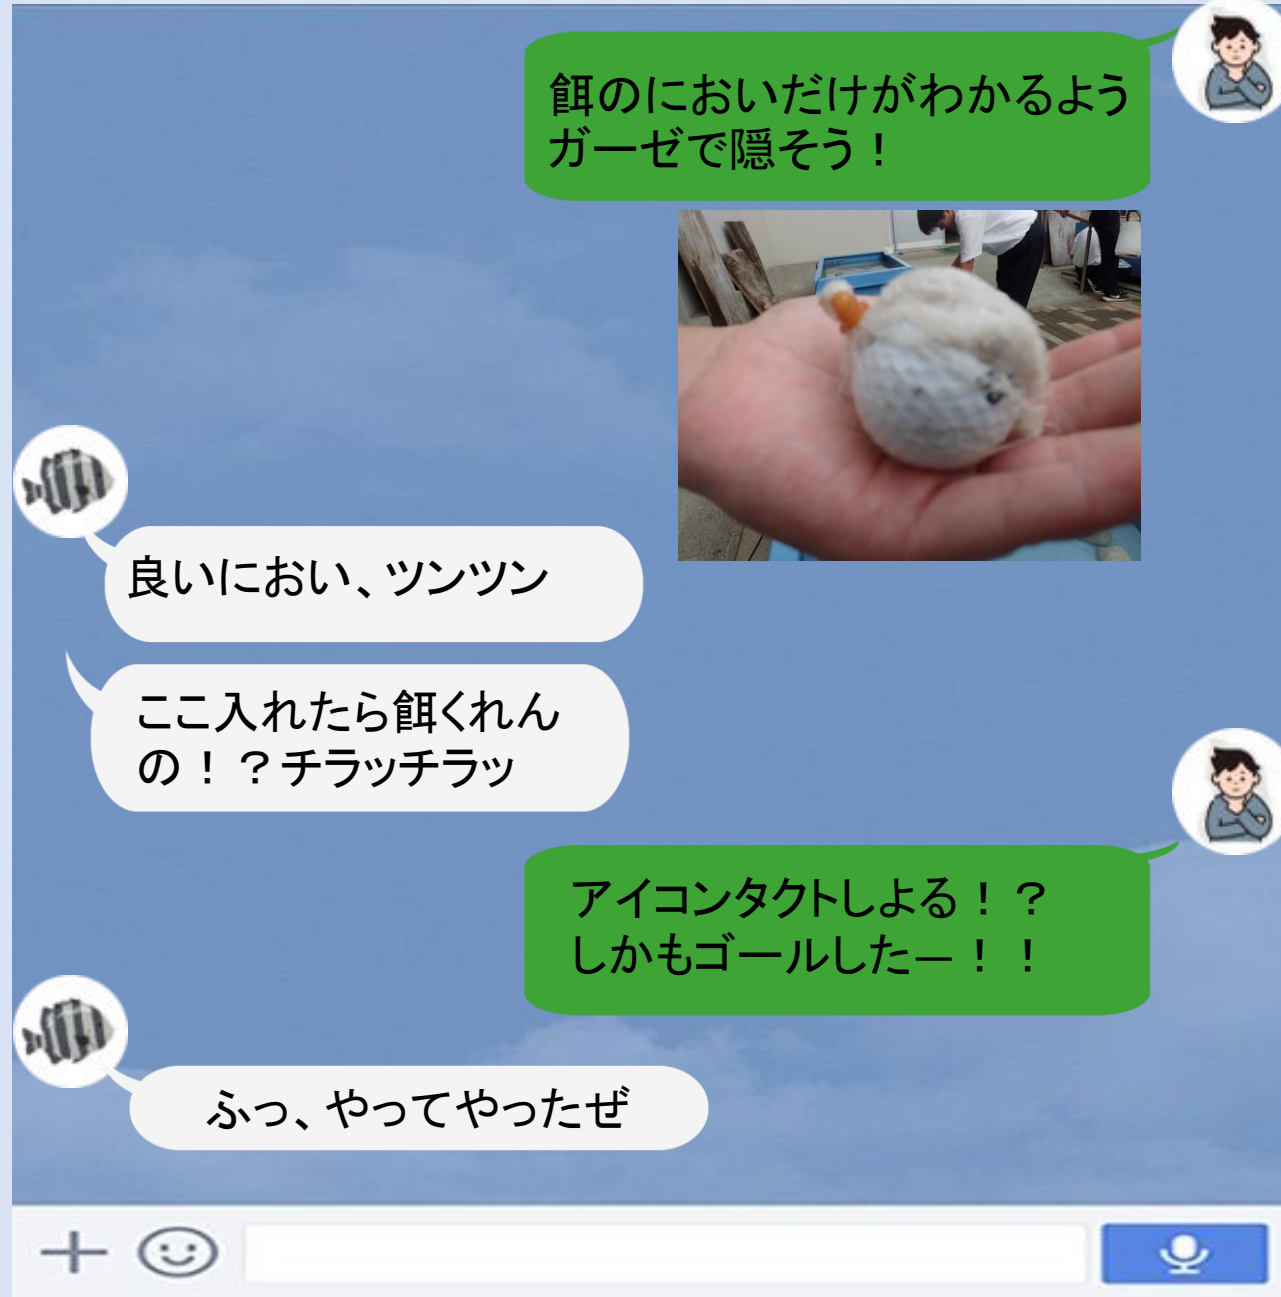 餌のにおいだけがわかるよう
ガーゼで隠そう！
良いにおい、ツンツン
ここ入れたら餌くれん
の！？チラッチラッ
アイコンタクトしよる！？
しかもゴールしたー！！
ふっ、やってやったぜ